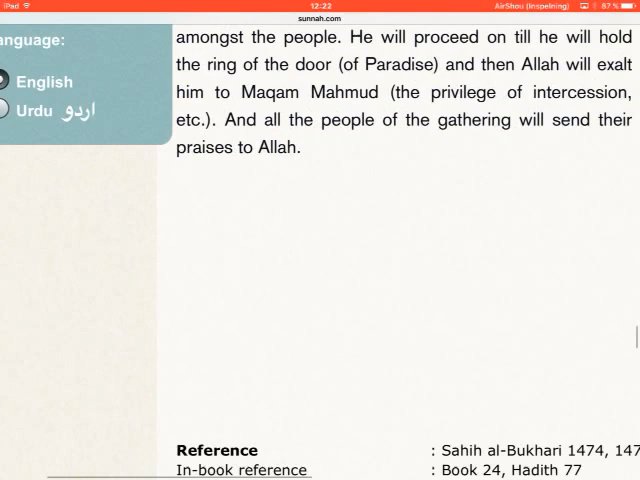 iPad 12:22 AirShou (Inspelning) 87 %
sunnah.com
anguage:
English
Urdu اردو
amongst the people. He will proceed on till he will hold
the ring of the door (of Paradise) and then Allah will exalt
him to Maqam Mahmud (the privilege of intercession,
etc.). And all the people of the gathering will send their
praises to Allah.
Reference : Sahih al-Bukhari 1474, 147
In-book reference : Book 24, Hadith 77